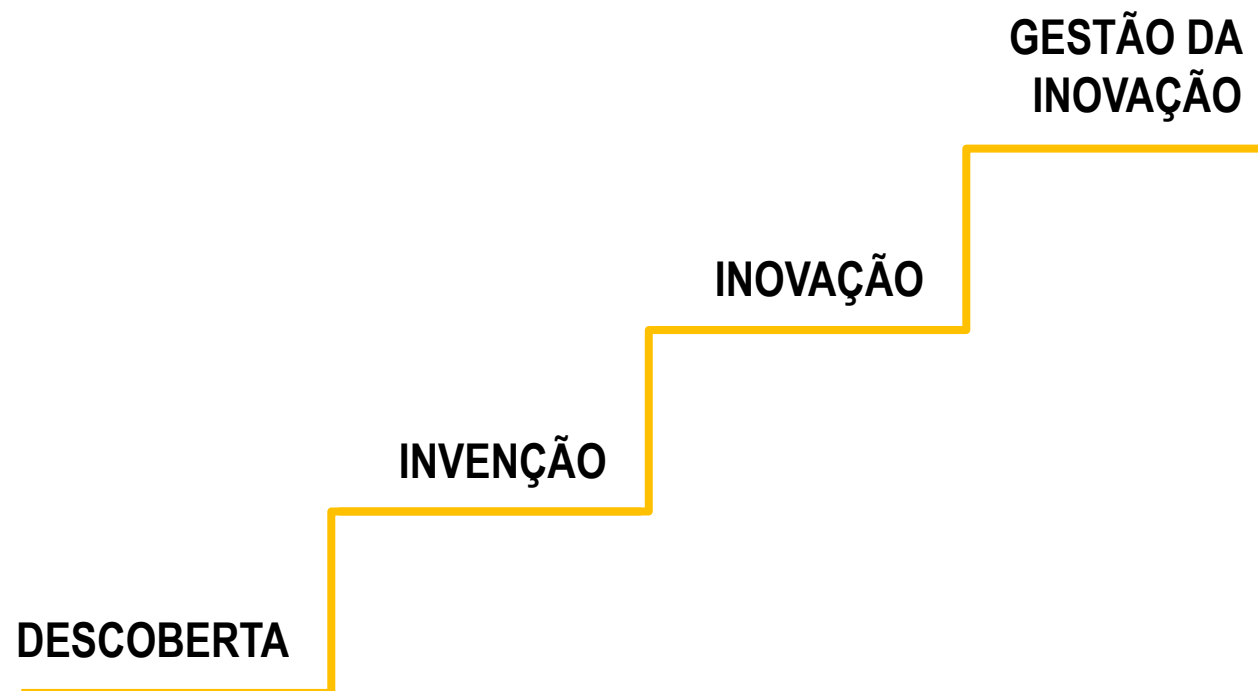 GESTÃO DA
INOVAÇÃO
INOVAÇÃO
INVENÇÃO
DESCOBERTA